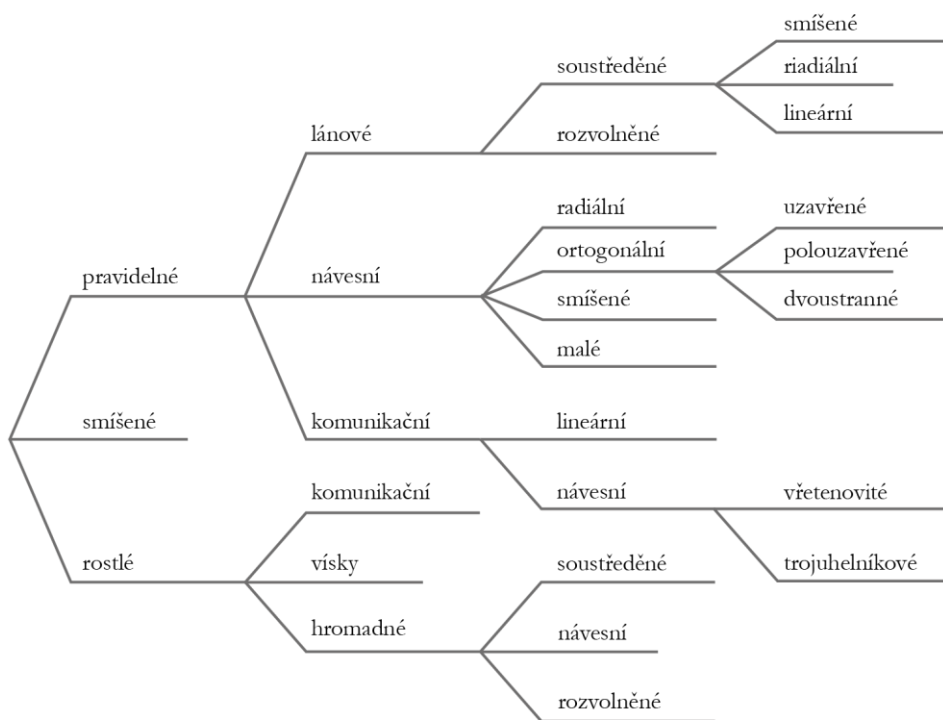 smíšené
soustředěné
riadiální
lineární
lánové
rozvolněné
radiální
uzavřené
ortogonální
polouzavřené
pravidelné
návesní
smíšené
dvoustranné
malé
smíšené
komunikační
lineární
komunikační
návesní
vřetenovité
rostlé
vísky
soustředěné
trojuhelníkové
hromadné
návesní
rozvolněné